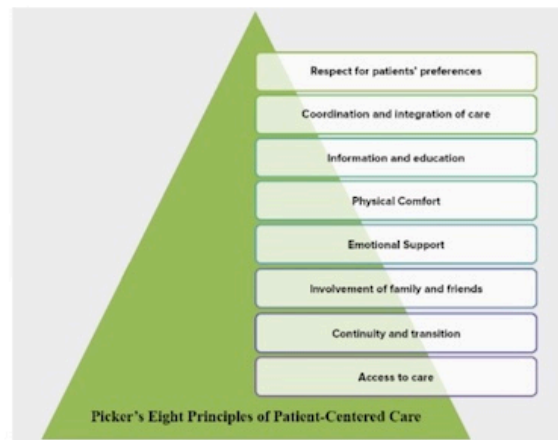 Respect for patients' preferences
Coordination and integration of care
Information and education
Physical Comfort
Emotional Support
Involvement of family and friends
Continuity and transition
Access to care
Picker's Eight Principles of Patient-Centered Care